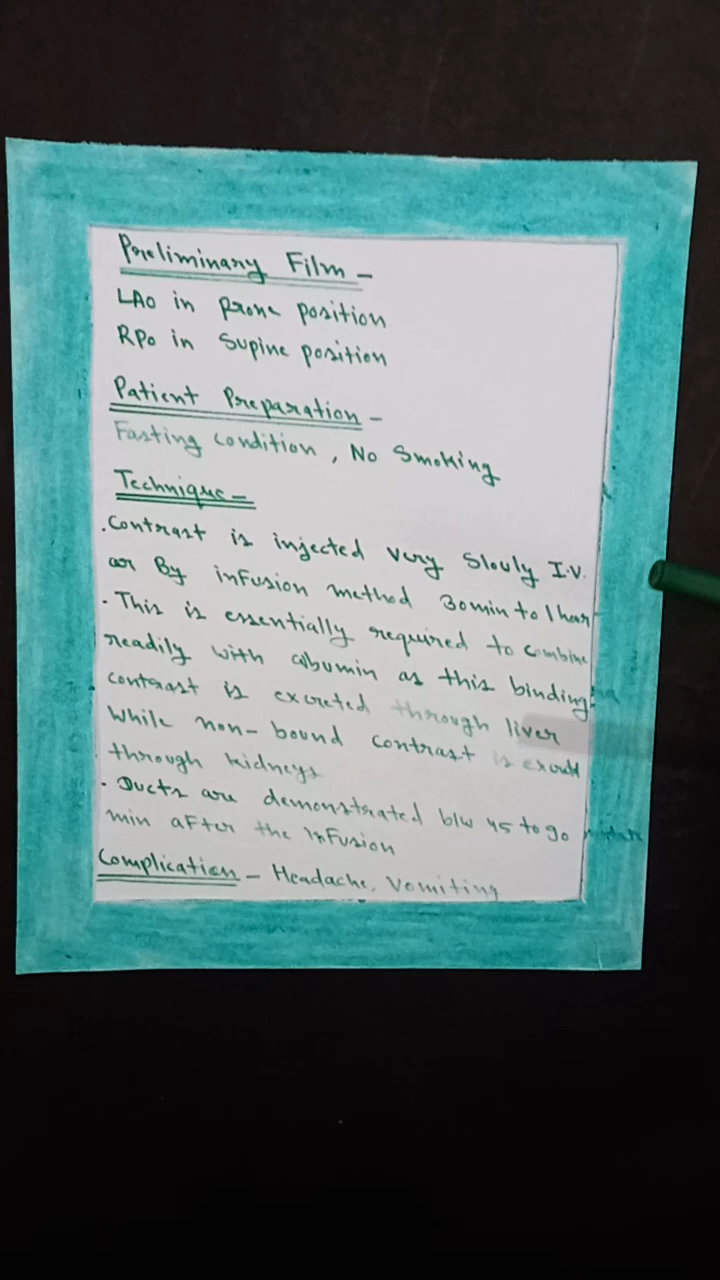 Preliminary Film -
LAO in prone position
RPO in Supine position
Patient Preparation -
Fasting condition, No Smoking
Technique -
. Contrast is injected very Slowly I.V.
or By inFusion method 30min to 1 hour
. This is essentially required to combine
readily with albumin as this binding
contrast is excreted through liver
While non-bound contrast is
through kidneys
. Ducts are demonstrated b/w 45 to 90
min aFter the InFusion
Complication - Headache, Vomiting